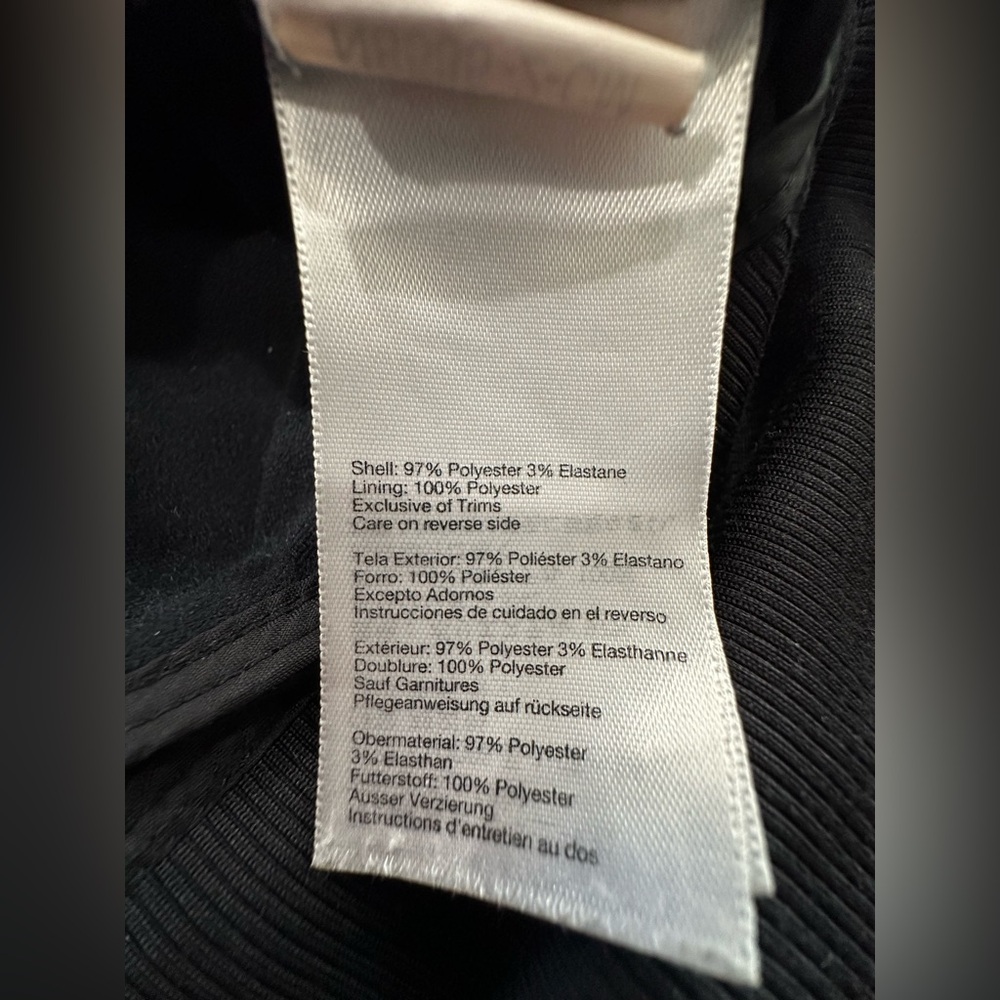 Shell: 97% Polyester 3% Elastane
Lining: 100% Polyester
Exclusive of Trims
Care on reverse side
Tela Exterior: 97% Poliéster 3% Elastano
Forro: 100% Poliéster
Excepto Adornos
Instrucciones de cuidado en el reverso
Extérieur: 97% Polyester 3% Elasthanne
Doublure: 100% Polyester
Sauf Garnitures
Pflegeanweisung auf rückseite
Obermaterial: 97% Polyester
3% Elasthan
Futterstoff: 100% Polyester
Ausser Verzierung
Instructions d'entretien au dos